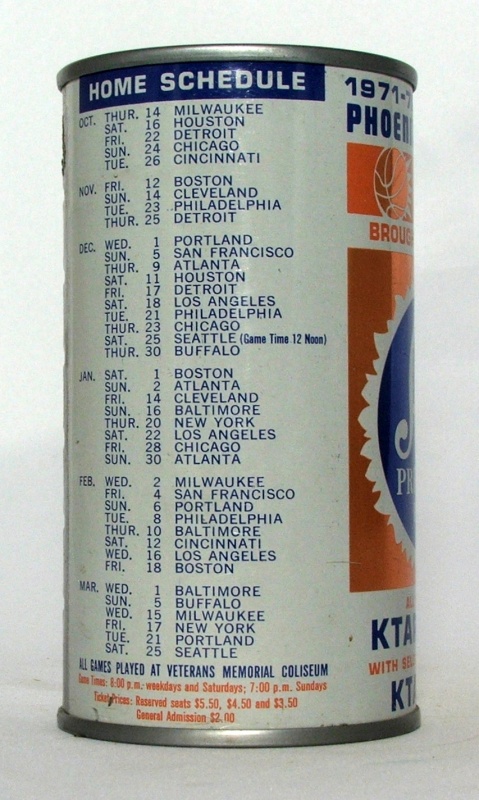 HOME SCHEDULE
OCT. THUR. 14 MILWAUKEE
SAT. 16 HOUSTON
FRI. 22 DETROIT
SUN. 24 CHICAGO
TUE. 26 CINCINNATI
NOV. FRI. 12 BOSTON
SUN. 14 CLEVELAND
TUE. 23 PHILADELPHIA
THUR. 25 DETROIT
DEC. WED. 1 PORTLAND
SUN. 5 SAN FRANCISCO
THUR. 9 ATLANTA
SAT. 11 HOUSTON
FRI. 17 DETROIT
SAT. 18 LOS ANGELES
TUE. 21 PHILADELPHIA
THUR. 23 CHICAGO
SAT. 25 SEATTLE (Game Time 12 Noon)
THUR. 30 BUFFALO
JAN. SAT. 1 BOSTON
SUN. 2 ATLANTA
FRI. 14 CLEVELAND
SUN. 16 BALTIMORE
THUR. 20 NEW YORK
SAT. 22 LOS ANGELES
FRI. 28 CHICAGO
SUN. 30 ATLANTA
FEB. WED. 2 MILWAUKEE
FRI. 4 SAN FRANCISCO
SUN. 6 PORTLAND
TUE. 8 PHILADELPHIA
THUR. 10 BALTIMORE
SAT. 12 CINCINNATI
WED. 16 LOS ANGELES
FRI. 18 BOSTON
MAR. WED. 1 BALTIMORE
SUN. 5 BUFFALO
WED. 15 MILWAUKEE
FRI. 17 NEW YORK
TUE. 21 PORTLAND
SAT. 25 SEATTLE
ALL GAMES PLAYED AT VETERANS MEMORIAL COLISEUM
Game Times: 8:00 p.m. weekdays and Saturdays; 7:00 p.m. Sundays
Ticket Prices: Reserved seats $5.50, $4.50 and $3.50
General Admission $2.00
1971-7
PHOEN
BROUG
PR
KTA
WITH SEL
KT